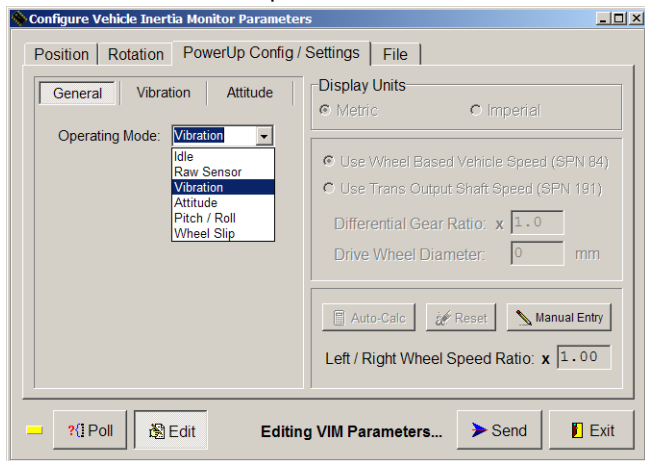 Configure Vehicle Inertia Monitor Parameters
Position Rotation PowerUp Config / Settings File
General Vibration Attitude
Operating Mode: Vibration
Idle
Raw Sensor
Vibration
Attitude
Pitch / Roll
Wheel Slip
Display Units
Metric Imperial
Use Wheel Based Vehicle Speed (SPN 84)
Use Trans Output Shaft Speed (SPN 191)
Differential Gear Ratio: x 1.0
Drive Wheel Diameter: 0 mm
Auto-Calc Reset Manual Entry
Left / Right Wheel Speed Ratio: x 1.00
?{} Poll Edit Editing VIM Parameters... Send Exit